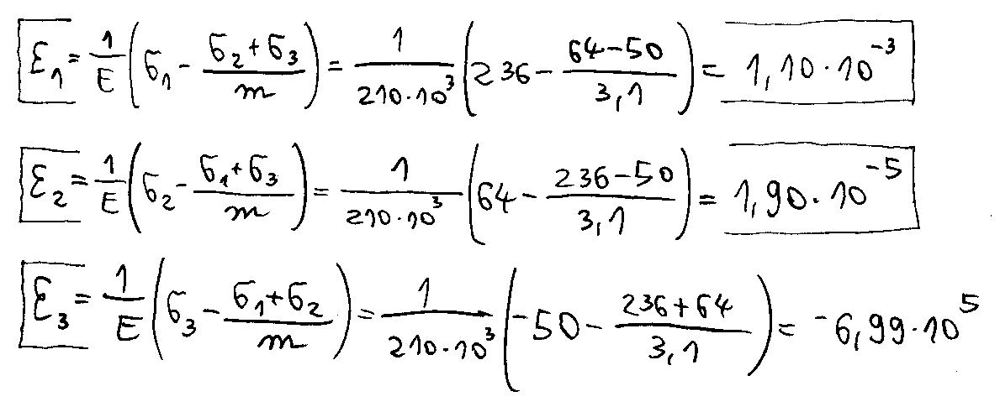 ε₁ = 1/E (σ₁ - (σ₂+σ₃)/m) = 1/(210·10³) (236 - (64-50)/3,1) = 1,10·10⁻³
ε₂ = 1/E (σ₂ - (σ₁+σ₃)/m) = 1/(210·10³) (64 - (236-50)/3,1) = 1,90·10⁻⁵
ε₃ = 1/E (σ₃ - (σ₁+σ₂)/m) = 1/(210·10³) (-50 - (236+64)/3,1) = -6,99·10⁵